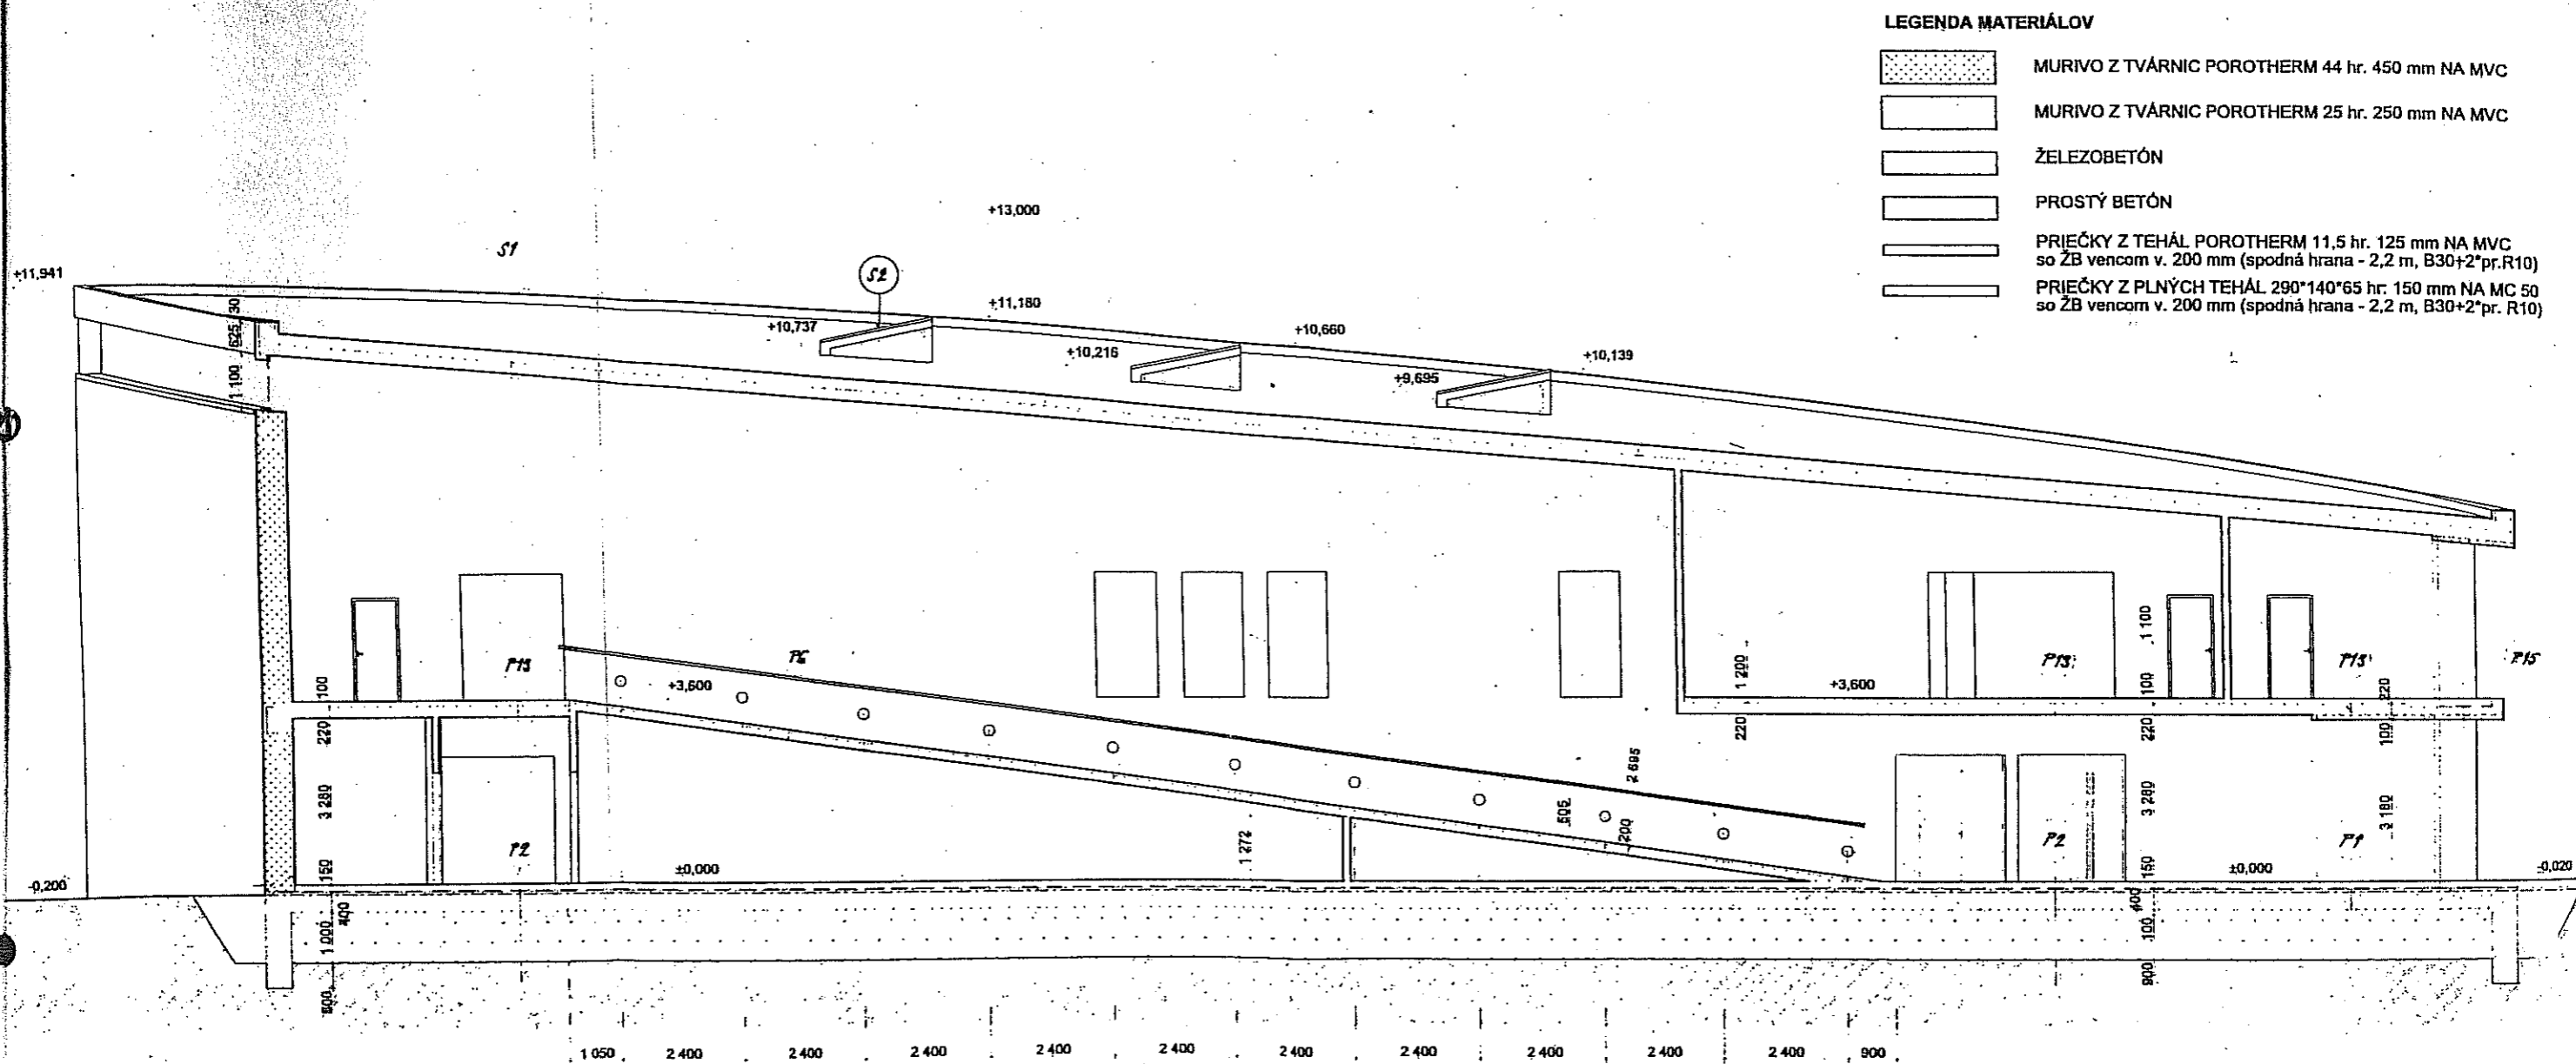 LEGENDA MATERIÁLOV
MURIVO Z TVÁRNIC POROTHERM 44 hr. 450 mm NA MVC
MURIVO Z TVÁRNIC POROTHERM 25 hr. 250 mm NA MVC
ŽELEZOBETÓN
PROSTÝ BETÓN
PRIEČKY Z TEHÁL POROTHERM 11,5 hr. 125 mm NA MVC
so ŽB vencom v. 200 mm (spodná hrana - 2,2 m, B30+2*pr.R10)
PRIEČKY Z PLNÝCH TEHÁL 290*140*65 hr. 150 mm NA MC 50
so ŽB vencom v. 200 mm (spodná hrana - 2,2 m, B30+2*pr. R10)
+13,000
S1
S2
+11,941
+11,180
+10,737
+10,660
+10,216
+10,139
+9,695
30
625
1 100
P13
P6
+3,600
1 200
+3,600
P13
1 100
P13
P15
100
220
220
100
220
220
100
3 280
P2
2 695
605
200
1 272
3 280
P2
3 180
P1
-0,200
150
±0,000
150
±0,000
-0,020
400
1 000
400
100
900
1 050
2 400
2 400
2 400
2 400
2 400
2 400
2 400
2 400
2 400
2 400
900